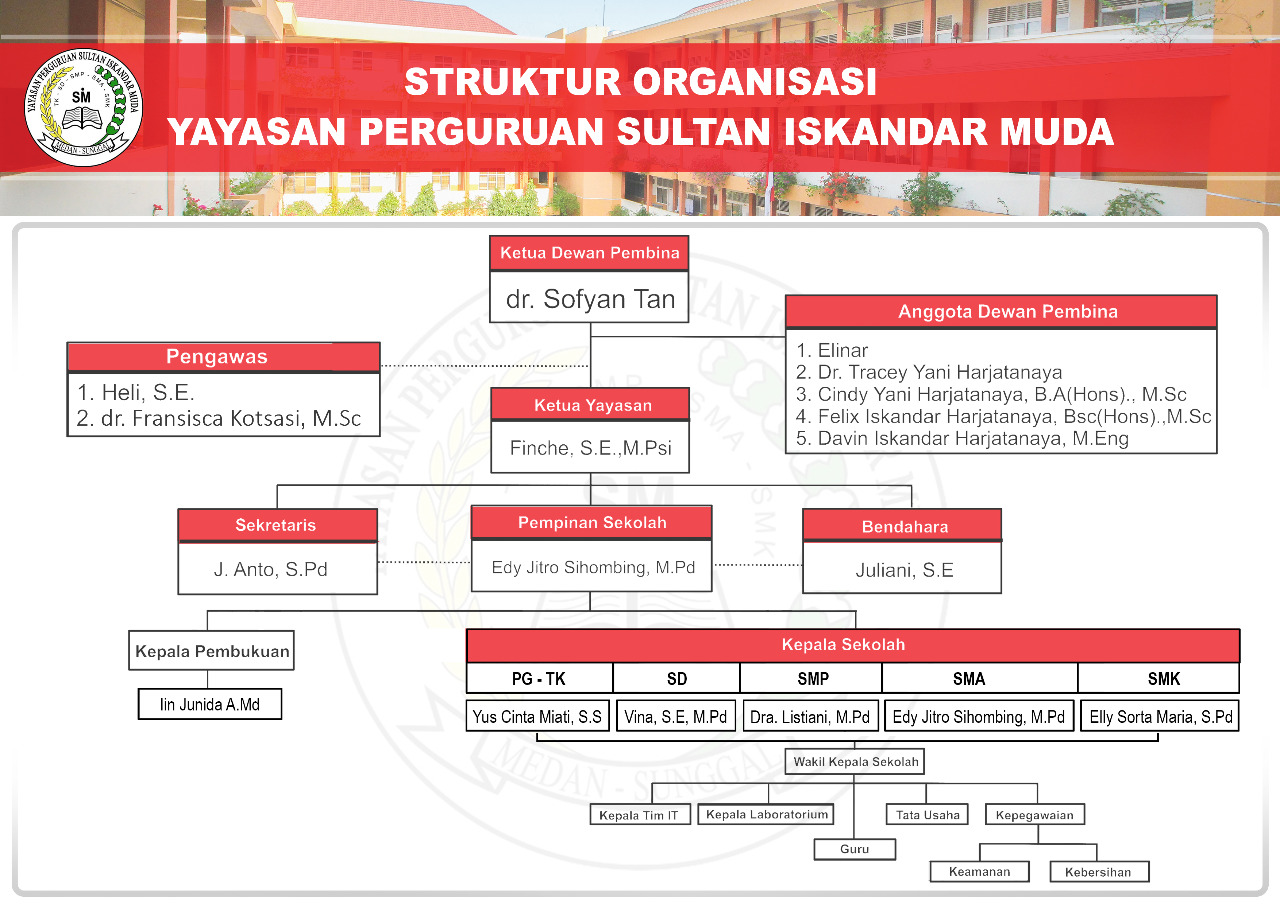 STRUKTUR ORGANISASI
YAYASAN PERGURUAN SULTAN ISKANDAR MUDA
YAYASAN PERGURUAN SULTAN ISKANDAR MUDA
TK - SD - SMP - SMA - SMK
SIM
MEDAN - SUNGGAL
Ketua Dewan Pembina
dr. Sofyan Tan
Anggota Dewan Pembina
1. Elinar
2. Dr. Tracey Yani Harjatanaya
3. Cindy Yani Harjatanaya, B.A(Hons)., M.Sc
4. Felix Iskandar Harjatanaya, Bsc(Hons).,M.Sc
5. Davin Iskandar Harjatanaya, M.Eng
Pengawas
1. Heli, S.E.
2. dr. Fransisca Kotsasi, M.Sc
Ketua Yayasan
Finche, S.E.,M.Psi
Sekretaris
J. Anto, S.Pd
Pempinan Sekolah
Edy Jitro Sihombing, M.Pd
Bendahara
Juliani, S.E
Kepala Pembukuan
Iin Junida A.Md
Kepala Sekolah
PG - TK SD SMP SMA SMK
Yus Cinta Miati, S.S Vina, S.E, M.Pd Dra. Listiani, M.Pd Edy Jitro Sihombing, M.Pd Elly Sorta Maria, S.Pd
Wakil Kepala Sekolah
Kepala Tim IT Kepala Laboratorium Tata Usaha Kepegawaian
Guru
Keamanan Kebersihan
MEDAN - SUNGGAL